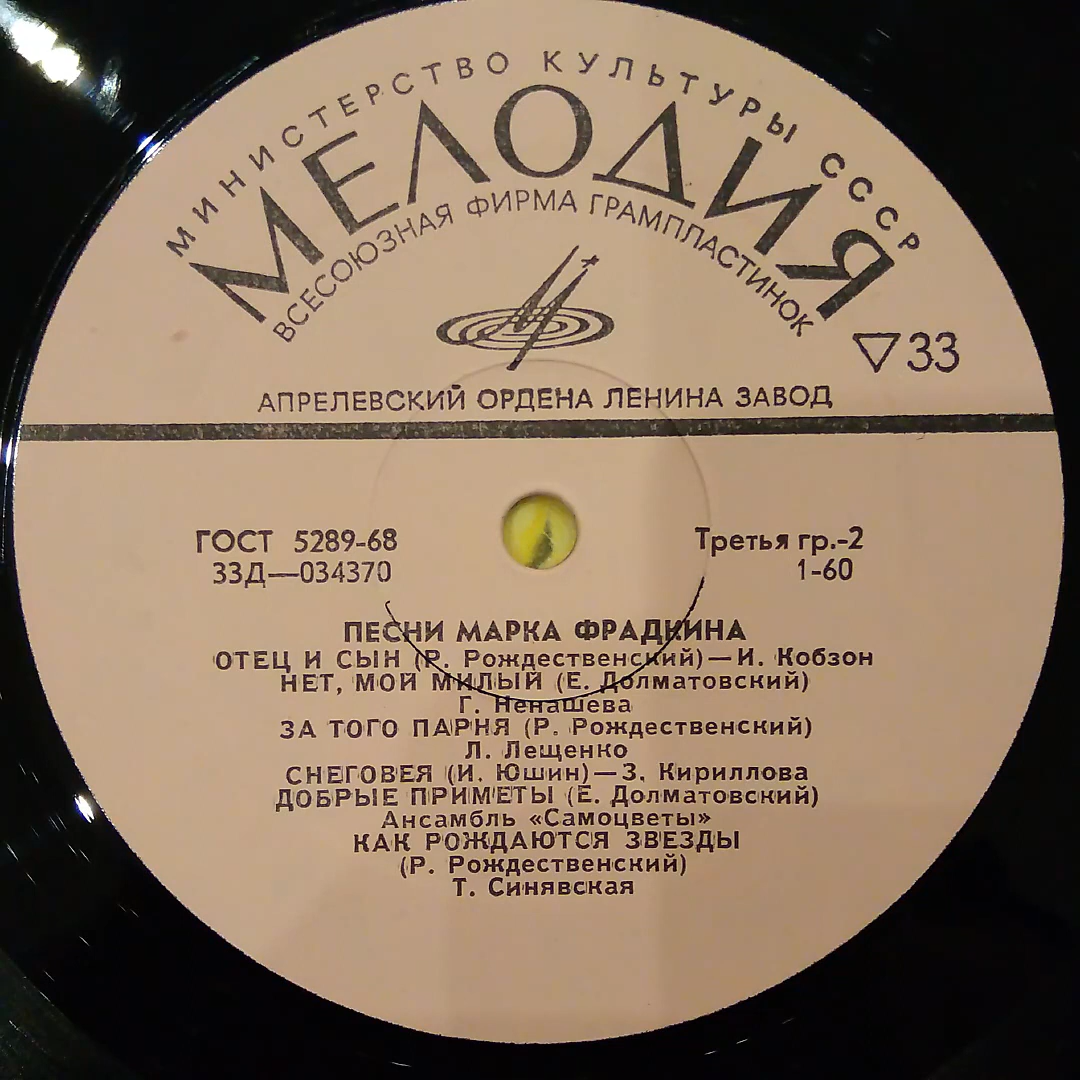 МИНИСТЕРСТВО КУЛЬТУРЫ СССР
МЕЛОДИЯ
ВСЕСОЮЗНАЯ ФИРМА ГРАМПЛАСТИНОК
33
АПРЕЛЕВСКИЙ ОРДЕНА ЛЕНИНА ЗАВОД
ГОСТ 5289-68
Третья гр.-2
33Д—034370
1-60
ПЕСНИ МАРКА ФРАДКИНА
ОТЕЦ И СЫН (Р. Рождественский)—И. Кобзон
НЕТ, МОЙ МИЛЫЙ (Е. Долматовский)
Г. Ненашева
ЗА ТОГО ПАРНЯ (Р. Рождественский)
Л. Лещенко
СНЕГОВЕЯ (И. Юшин)—З. Кириллова
ДОБРЫЕ ПРИМЕТЫ (Е. Долматовский)
Ансамбль «Самоцветы»
КАК РОЖДАЮТСЯ ЗВЕЗДЫ
(Р. Рождественский)
Т. Синявская